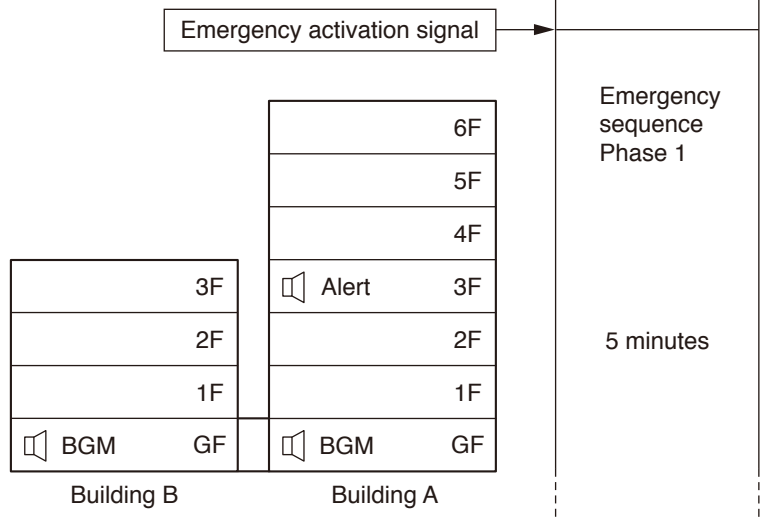 Emergency activation signal
Emergency
sequence
Phase 1
6F
5F
4F
3F
Alert 3F
2F
2F
5 minutes
1F
1F
BGM GF
BGM GF
Building B
Building A